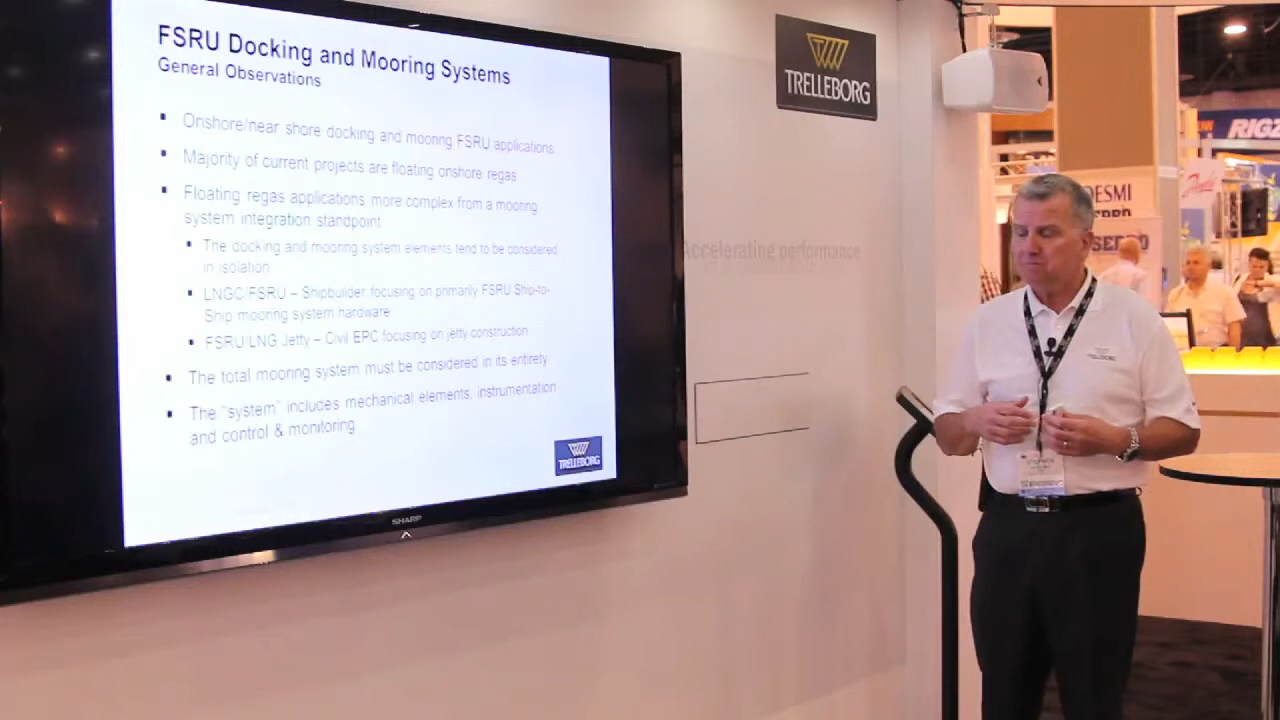 FSRU Docking and Mooring Systems
General Observations
Onshore/near shore docking and mooring FSRU applications
Majority of current projects are floating onshore regas
Floating regas applications more complex from a mooring
system integration standpoint
The docking and mooring system elements tend to be considered
in isolation
LNGC/FSRU – Shipbuilder focusing on primarily FSRU Ship-to-
Ship mooring system hardware
FSRU/LNG Jetty – Civil EPC focusing on jetty construction
The total mooring system must be considered in its entirety
The "system" includes mechanical elements, instrumentation
and control & monitoring
TRELLEBORG
SHARP
TRELLEBORG
Accelerating performance
TRELLEBORG
DESMI
Danfoss